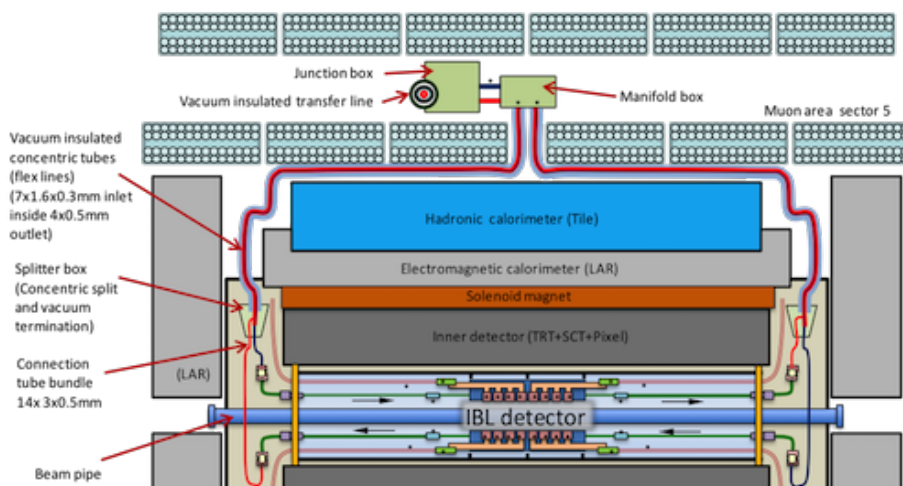 Junction box
Vacuum insulated transfer line
Manifold box
Muon area sector 5
Vacuum insulated
concentric tubes
(flex lines)
(7x1.6x0.3mm inlet
inside 4x0.5mm
outlet)
Hadronic calorimeter (Tile)
Electromagnetic calorimeter (LAR)
Splitter box
(Concentric split
and vacuum
termination)
Solenoid magnet
Inner detector (TRT+SCT+Pixel)
Connection
tube bundle
14x 3x0.5mm
(LAR)
IBL detector
Beam pipe